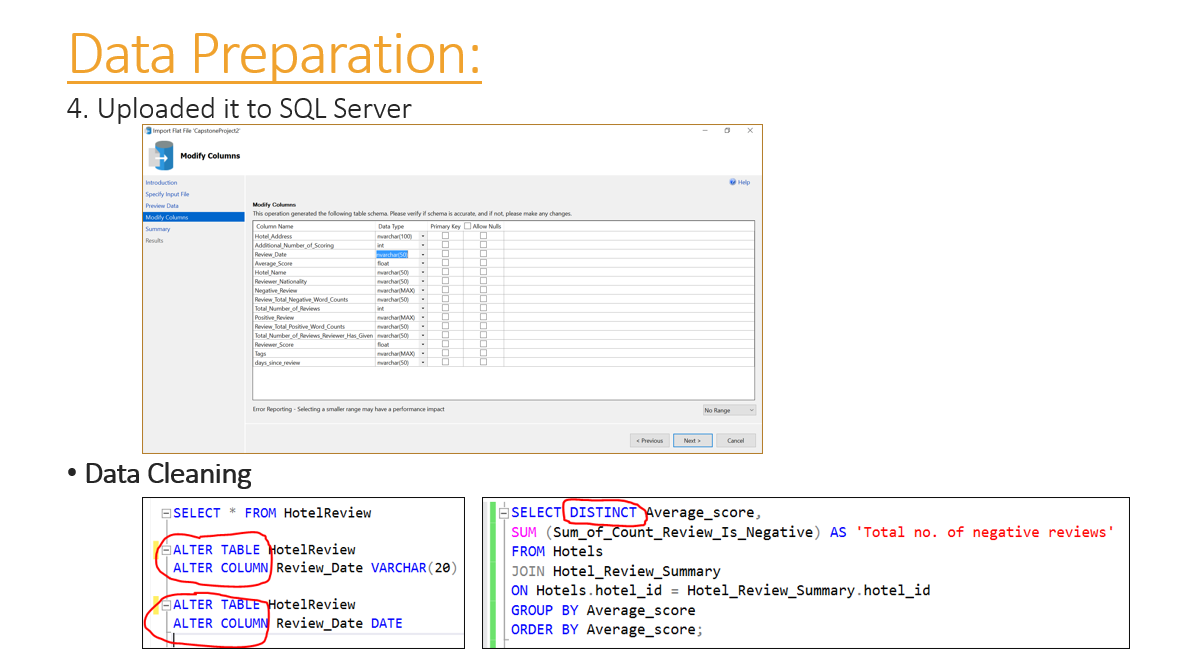 Data Preparation:
4. Uploaded it to SQL Server
Import Flat File 'CapstoneProject2'
Modify Columns
Introduction
Specify Input File
Preview Data
Modify Columns
Summary
Results
Help
Modify Columns
This operation generated the following table schema. Please verify if schema is accurate, and if not, please make any changes.
Column Name Data Type Primary Key Allow Nulls
Hotel_Address nvarchar(100)
Additional_Number_of_Scoring int
Review_Date nvarchar(50)
Average_Score float
Hotel_Name nvarchar(50)
Reviewer_Nationality nvarchar(50)
Negative_Review nvarchar(MAX)
Review_Total_Negative_Word_Counts nvarchar(50)
Total_Number_of_Reviews int
Positive_Review nvarchar(MAX)
Review_Total_Positive_Word_Counts nvarchar(50)
Total_Number_of_Reviews_Reviewer_Has_Given nvarchar(50)
Reviewer_Score float
Tags nvarchar(MAX)
days_since_review nvarchar(50)
Error Reporting - Selecting a smaller range may have a performance impact No Range
< Previous Next > Cancel
• Data Cleaning
SELECT * FROM HotelReview
ALTER TABLE HotelReview
ALTER COLUMN Review_Date VARCHAR(20)
ALTER TABLE HotelReview
ALTER COLUMN Review_Date DATE
SELECT DISTINCT Average_score,
SUM (Sum_of_Count_Review_Is_Negative) AS 'Total no. of negative reviews'
FROM Hotels
JOIN Hotel_Review_Summary
ON Hotels.hotel_id = Hotel_Review_Summary.hotel_id
GROUP BY Average_score
ORDER BY Average_score;